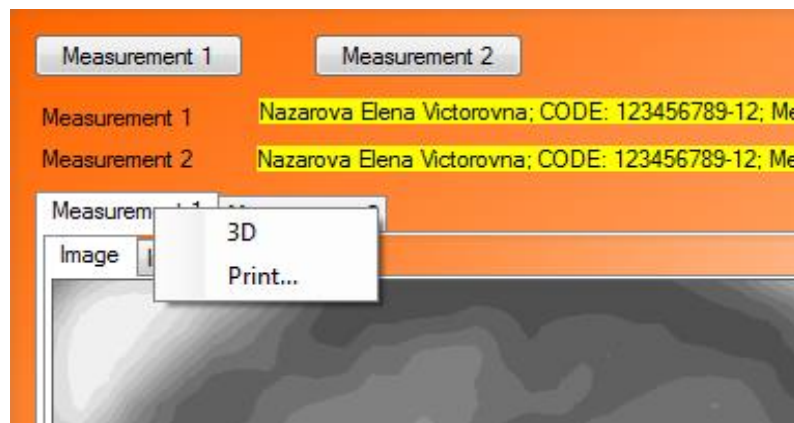 Measurement 1 Measurement 2
Measurement 1 Nazarova Elena Victorovna; CODE: 123456789-12;
Measurement 2 Nazarova Elena Victorovna; CODE: 123456789-12;
3D
Image
Print...